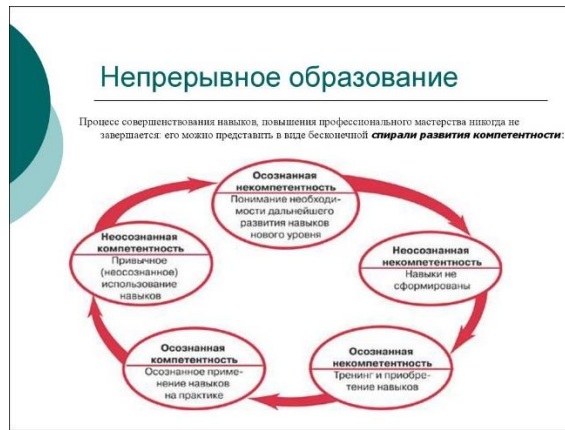 Непрерывное образование
Процесс совершенствования навыков, повышения профессионального мастерства никогда не
завершается: его можно представить в виде бесконечной спирали развития компетентности:
Осознанная
некомпетентность
Понимание необходи-
мости дальнейшего
развития навыков
нового уровня
Неосознанная
некомпетентность
Навыки не
сформированы
Осознанная
некомпетентность
Тренинг и приобре-
тение навыков
Осознанная
компетентность
Осознанное приме-
нение навыков
на практике
Неосознанная
компетентность
Привычное
(неосознанное)
использование
навыков